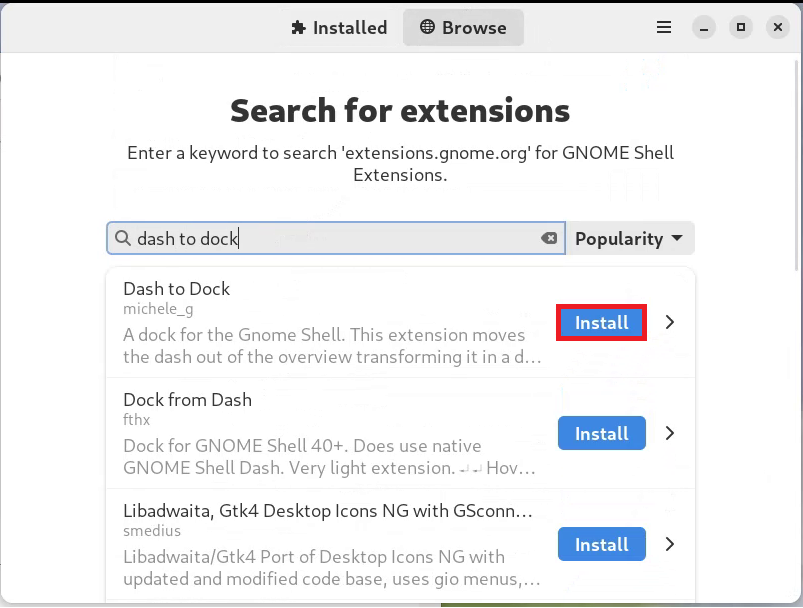 Installed
Browse
Search for extensions
Enter a keyword to search 'extensions.gnome.org' for GNOME Shell
Extensions.
dash to dock
Popularity
Dash to Dock
michele_g
A dock for the Gnome Shell. This extension moves
the dash out of the overview transforming it in a d…
Install
Dock from Dash
fthx
Dock for GNOME Shell 40+. Does use native
GNOME Shell Dash. Very light extension. -⏎⏎ Hov…
Install
Libadwaita, Gtk4 Desktop Icons NG with GSconn…
smedius
Libadwaita/Gtk4 Port of Desktop Icons NG with
updated and modified code base, uses gio menus,…
Install